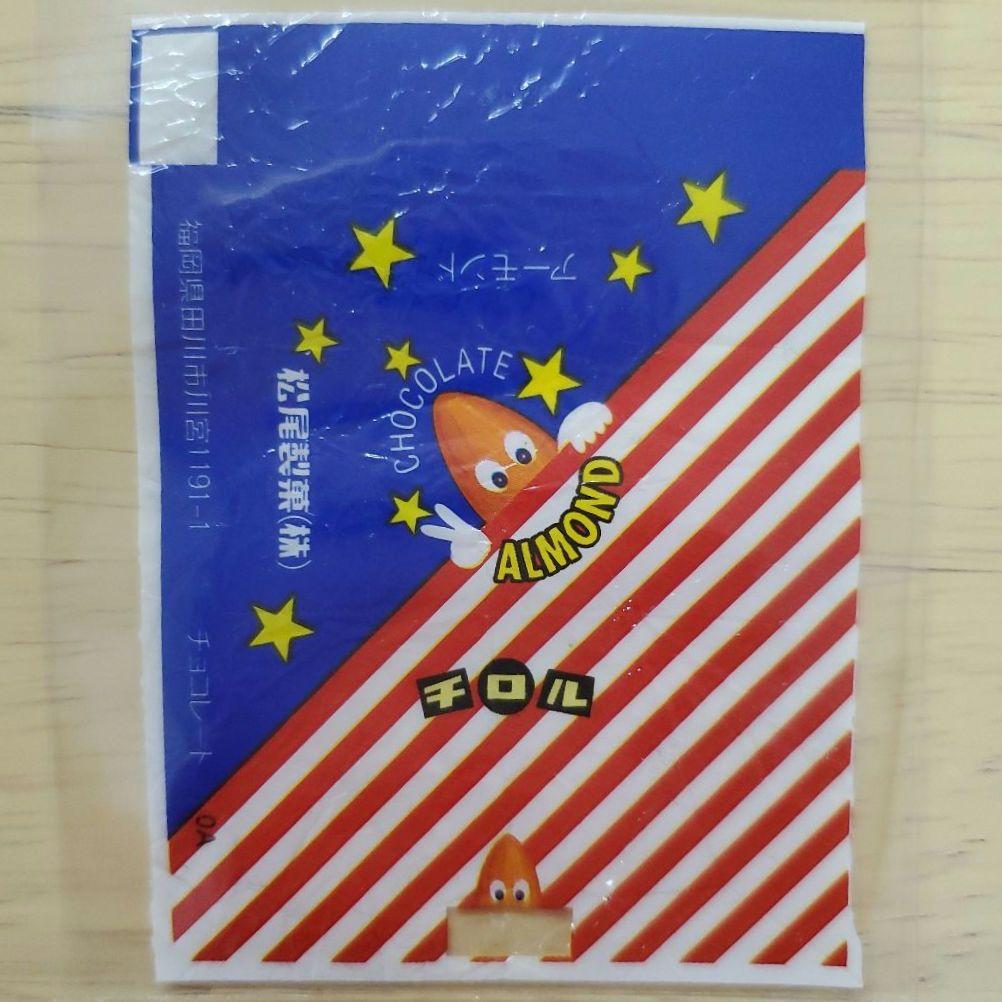 アーモンド
CHOCOLATE
ALMOND
チロル
松尾製菓(株)
福岡県田川市川宮1191-1
チョコレート
OA